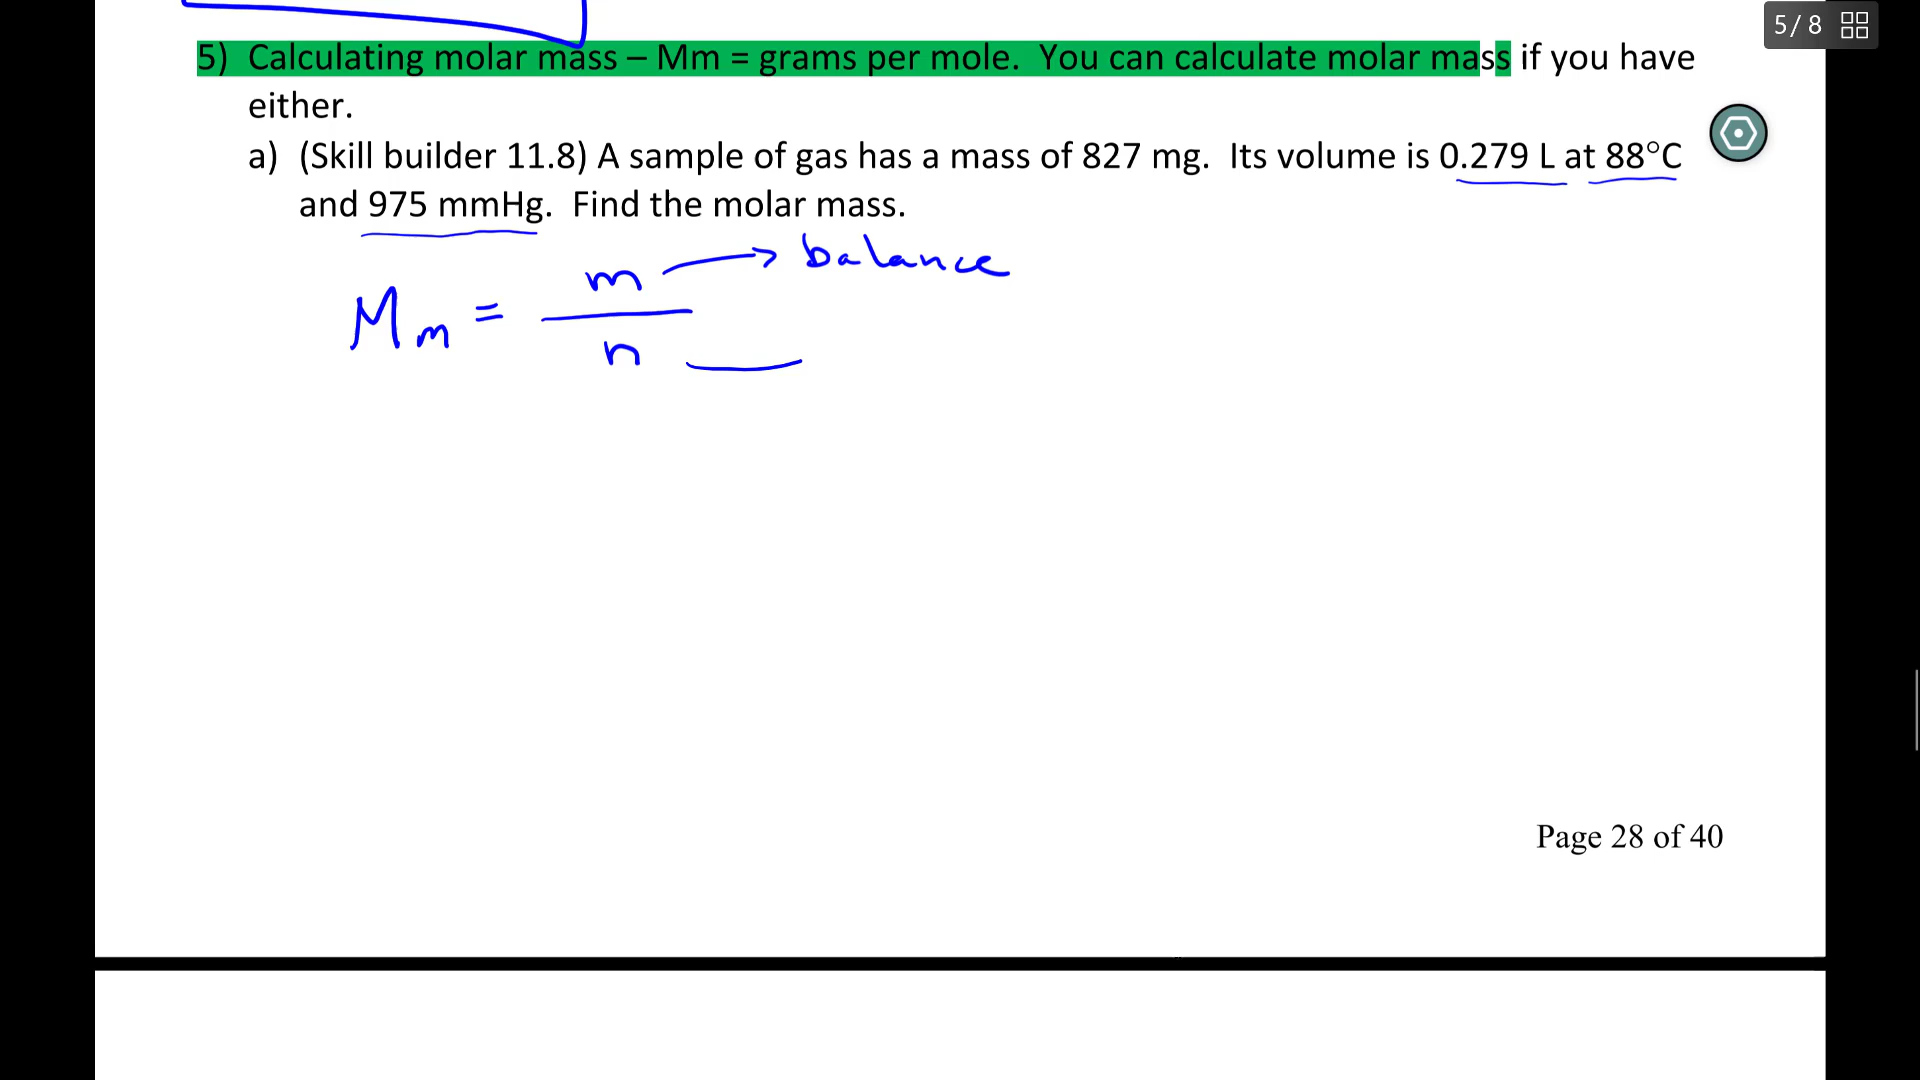 5/8
5) Calculating molar mass – Mm = grams per mole. You can calculate molar mass if you have
either.
a) (Skill builder 11.8) A sample of gas has a mass of 827 mg. Its volume is 0.279 L at 88°C
and 975 mmHg. Find the molar mass.
m → balance
Mm =
n
Page 28 of 40